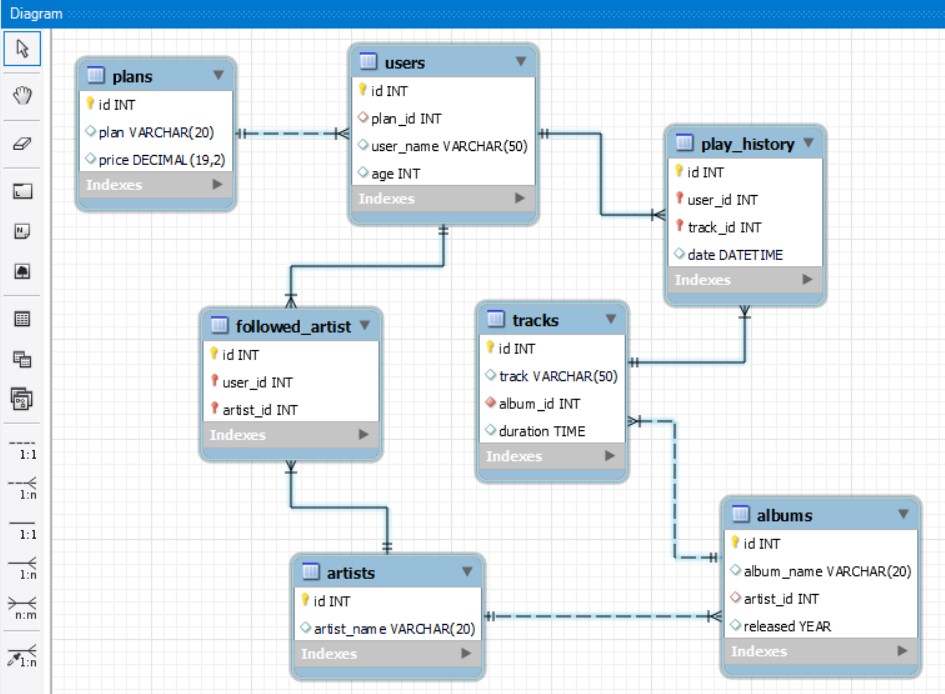 Diagram
1:1
1:n
1:1
1:n
n:m
1:n
plans
id INT
plan VARCHAR(20)
price DECIMAL(19,2)
Indexes
users
id INT
plan_id INT
user_name VARCHAR(50)
age INT
Indexes
play_history
id INT
user_id INT
track_id INT
date DATETIME
Indexes
followed_artist
id INT
user_id INT
artist_id INT
Indexes
tracks
id INT
track VARCHAR(50)
album_id INT
duration TIME
Indexes
artists
id INT
artist_name VARCHAR(20)
Indexes
albums
id INT
album_name VARCHAR(20)
artist_id INT
released YEAR
Indexes